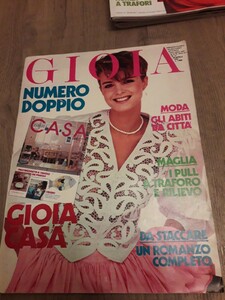 A TRAFORI
GIOIA
NUMERO
DOPPIO
MODA
GLI ABITI
DA CITTÀ
CASA
MAGLIA
I PULL
A TRAFORO
E RILIEVO
GIOIA
CASA
DA STACCARE
UN ROMANZO
COMPLETO